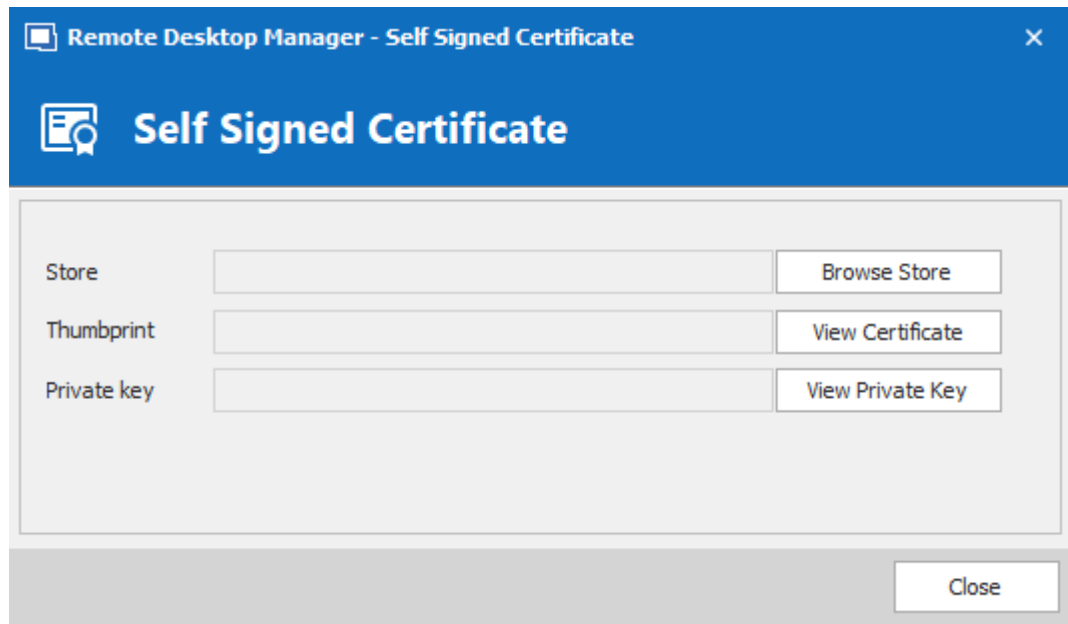 Remote Desktop Manager - Self Signed Certificate
Self Signed Certificate
Store Browse Store
Thumbprint View Certificate
Private key View Private Key
Close